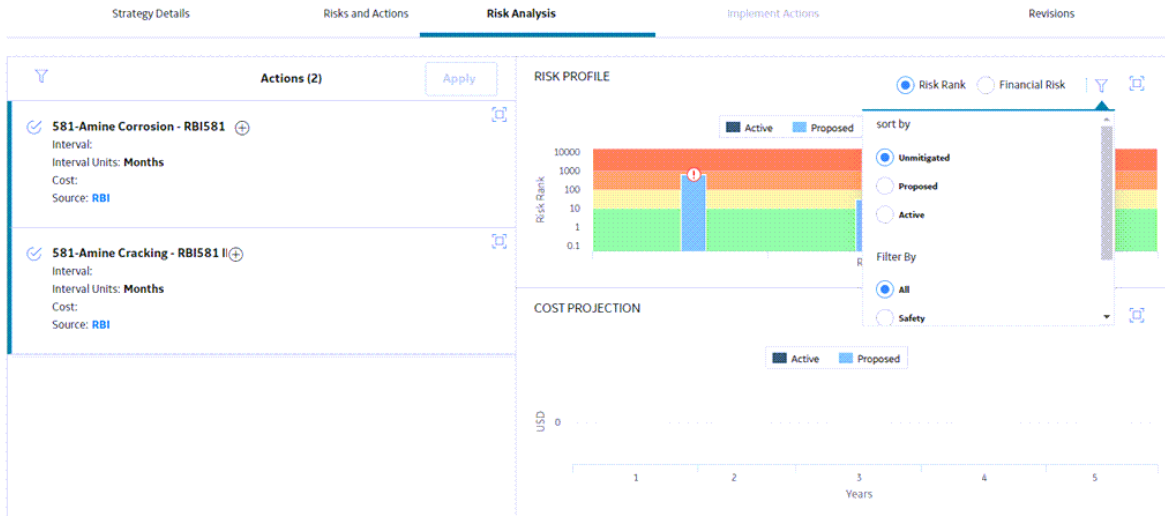 Strategy Details
Risks and Actions
Risk Analysis
Implement Actions
Revisions
Actions (2)
Apply
581-Amine Corrosion - RBI581
Interval:
Interval Units: Months
Cost:
Source: RBI
581-Amine Cracking - RBI581 I
Interval:
Interval Units: Months
Cost:
Source: RBI
RISK PROFILE
Risk Rank
Financial Risk
Active
Proposed
Risk Rank
10000
1000
100
10
1
0.1
R
sort by
Unmitigated
Proposed
Active
Filter By
All
Safety
COST PROJECTION
Active
Proposed
USD
0
1 2 3 4 5
Years